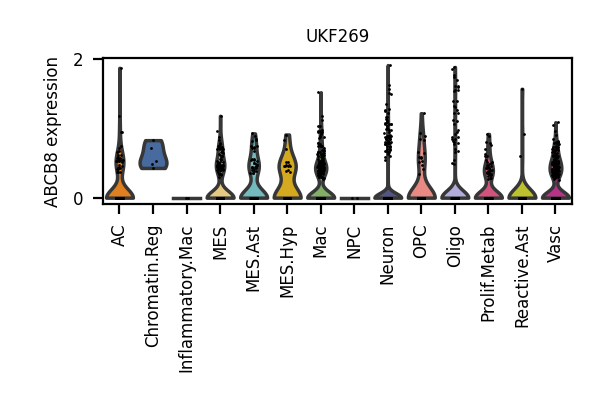 UKF269
ABCB8 expression
2
0
AC
Chromatin.Reg
Inflammatory.Mac
MES
MES.Ast
MES.Hyp
Mac
NPC
Neuron
OPC
Oligo
Prolif.Metab
Reactive.Ast
Vasc